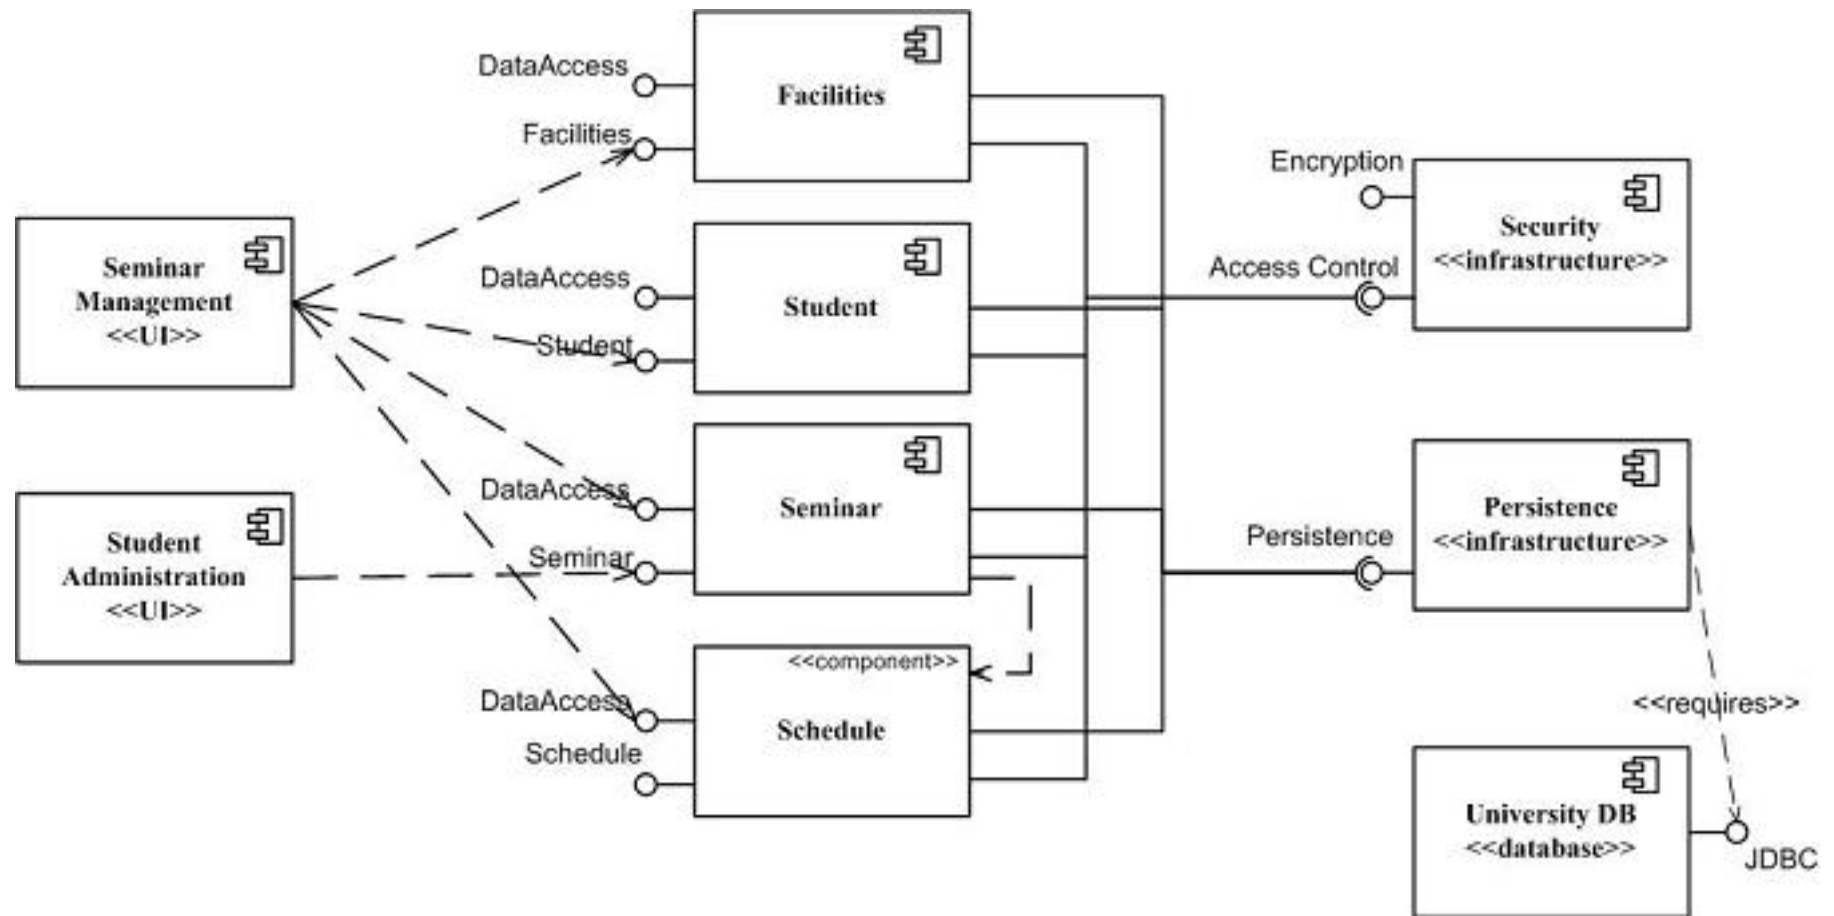 DataAccess
Facilities
Facilities
Encryption
Security
<<infrastructure>>
Access Control
Seminar
Management
<<UI>>
DataAccess
Student
Student
DataAccess
Seminar
Seminar
Student
Administration
<<UI>>
Persistence
Persistence
<<infrastructure>>
<<component>>
DataAccess
Schedule
Schedule
<<requires>>
University DB
<<database>>
JDBC